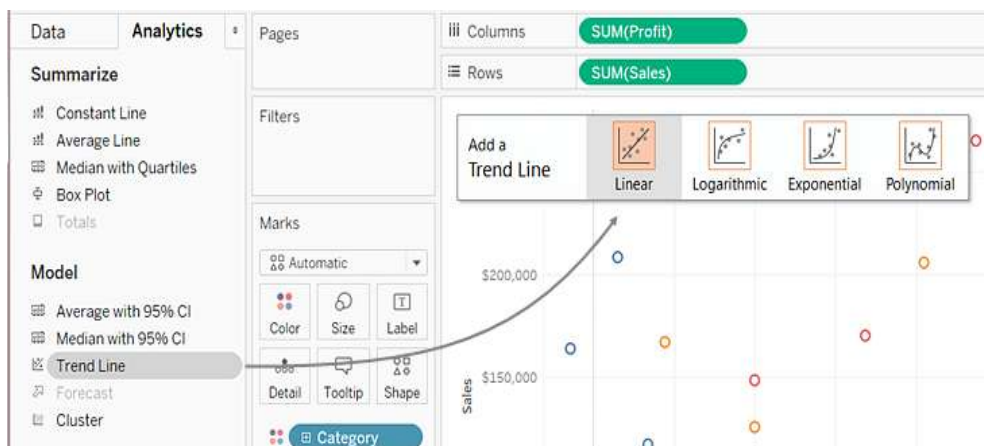 Data
Analytics
Summarize
Constant Line
Average Line
Median with Quartiles
Box Plot
Totals
Model
Average with 95% CI
Median with 95% CI
Trend Line
Forecast
Cluster
Pages
Filters
Marks
Automatic
Color Size Label
Detail Tooltip Shape
Category
Columns SUM(Profit)
Rows SUM(Sales)
Add a
Trend Line
Linear Logarithmic Exponential Polynomial
$200,000
$150,000
Sales